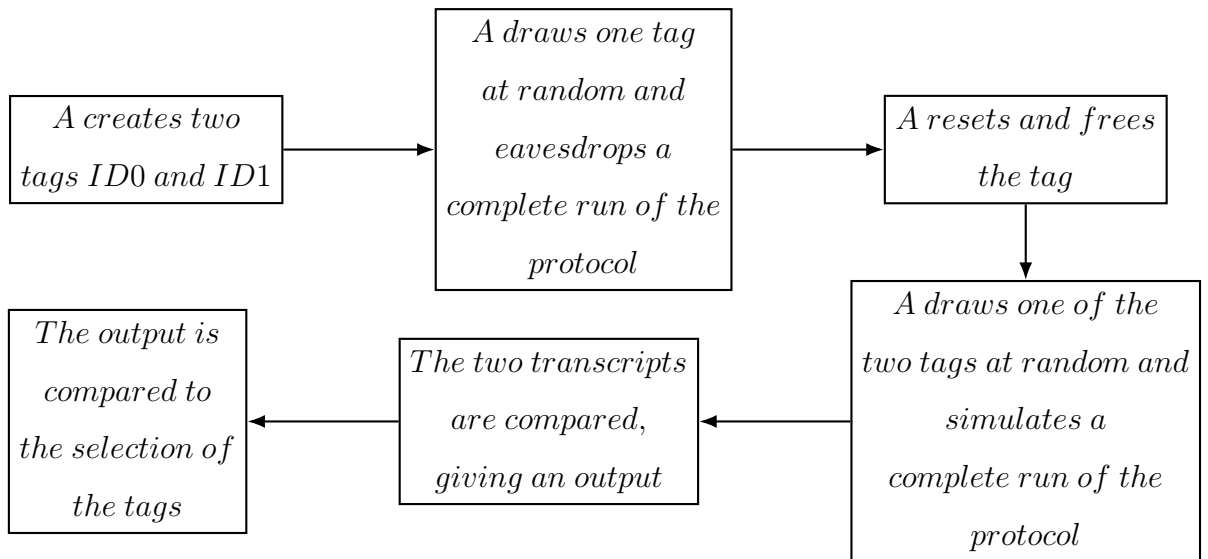 A creates two
tags ID0 and ID1
A draws one tag
at random and
eavesdrops a
complete run of the
protocol
A resets and frees
the tag
A draws one of the
two tags at random and
simulates a
complete run of the
protocol
The two transcripts
are compared,
giving an output
The output is
compared to
the selection of
the tags